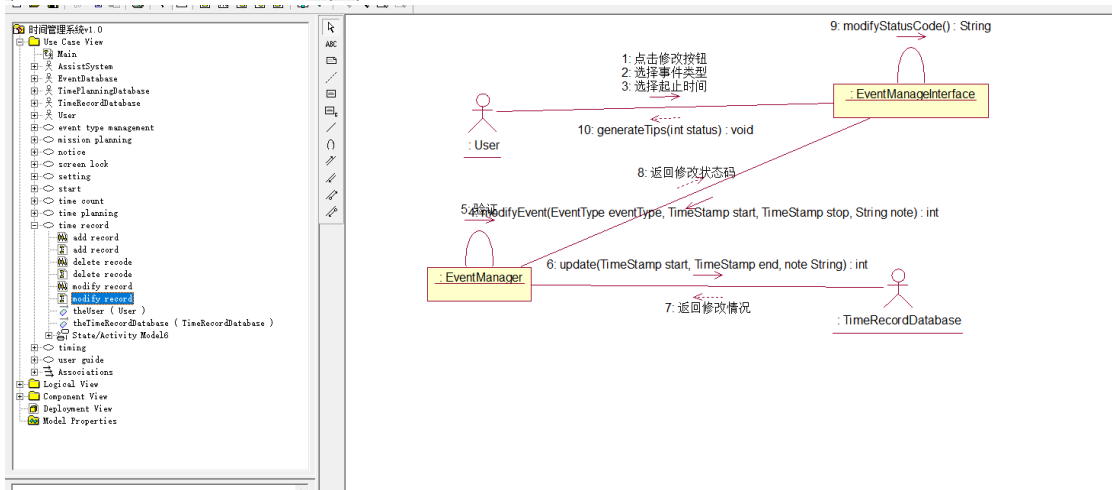 时间管理系统v1.0
Use Case View
Main
AssistSystem
EventDatabase
TimePlanningDatabase
TimeRecordDatabase
User
event type management
mission planning
notice
screen lock
setting
start
time count
time planning
time record
add record
add record
delete recode
delete recode
modify record
modify record
theUser ( User )
theTimeRecordDatabase ( TimeRecordDatabase )
State/Activity Model6
timing
user guide
Associations
Logical View
Component View
Deployment View
Model Properties
ABC
9: modifyStatusCode() : String
1: 点击修改按钮
2: 选择事件类型
3: 选择起止时间
: EventManageInterface
10: generateTips(int status) : void
: User
8: 返回修改状态码
5: 验证
4: modifyEvent(EventType eventType, TimeStamp start, TimeStamp stop, String note) : int
6: update(TimeStamp start, TimeStamp end, note String) : int
: EventManager
7: 返回修改情况
: TimeRecordDatabase